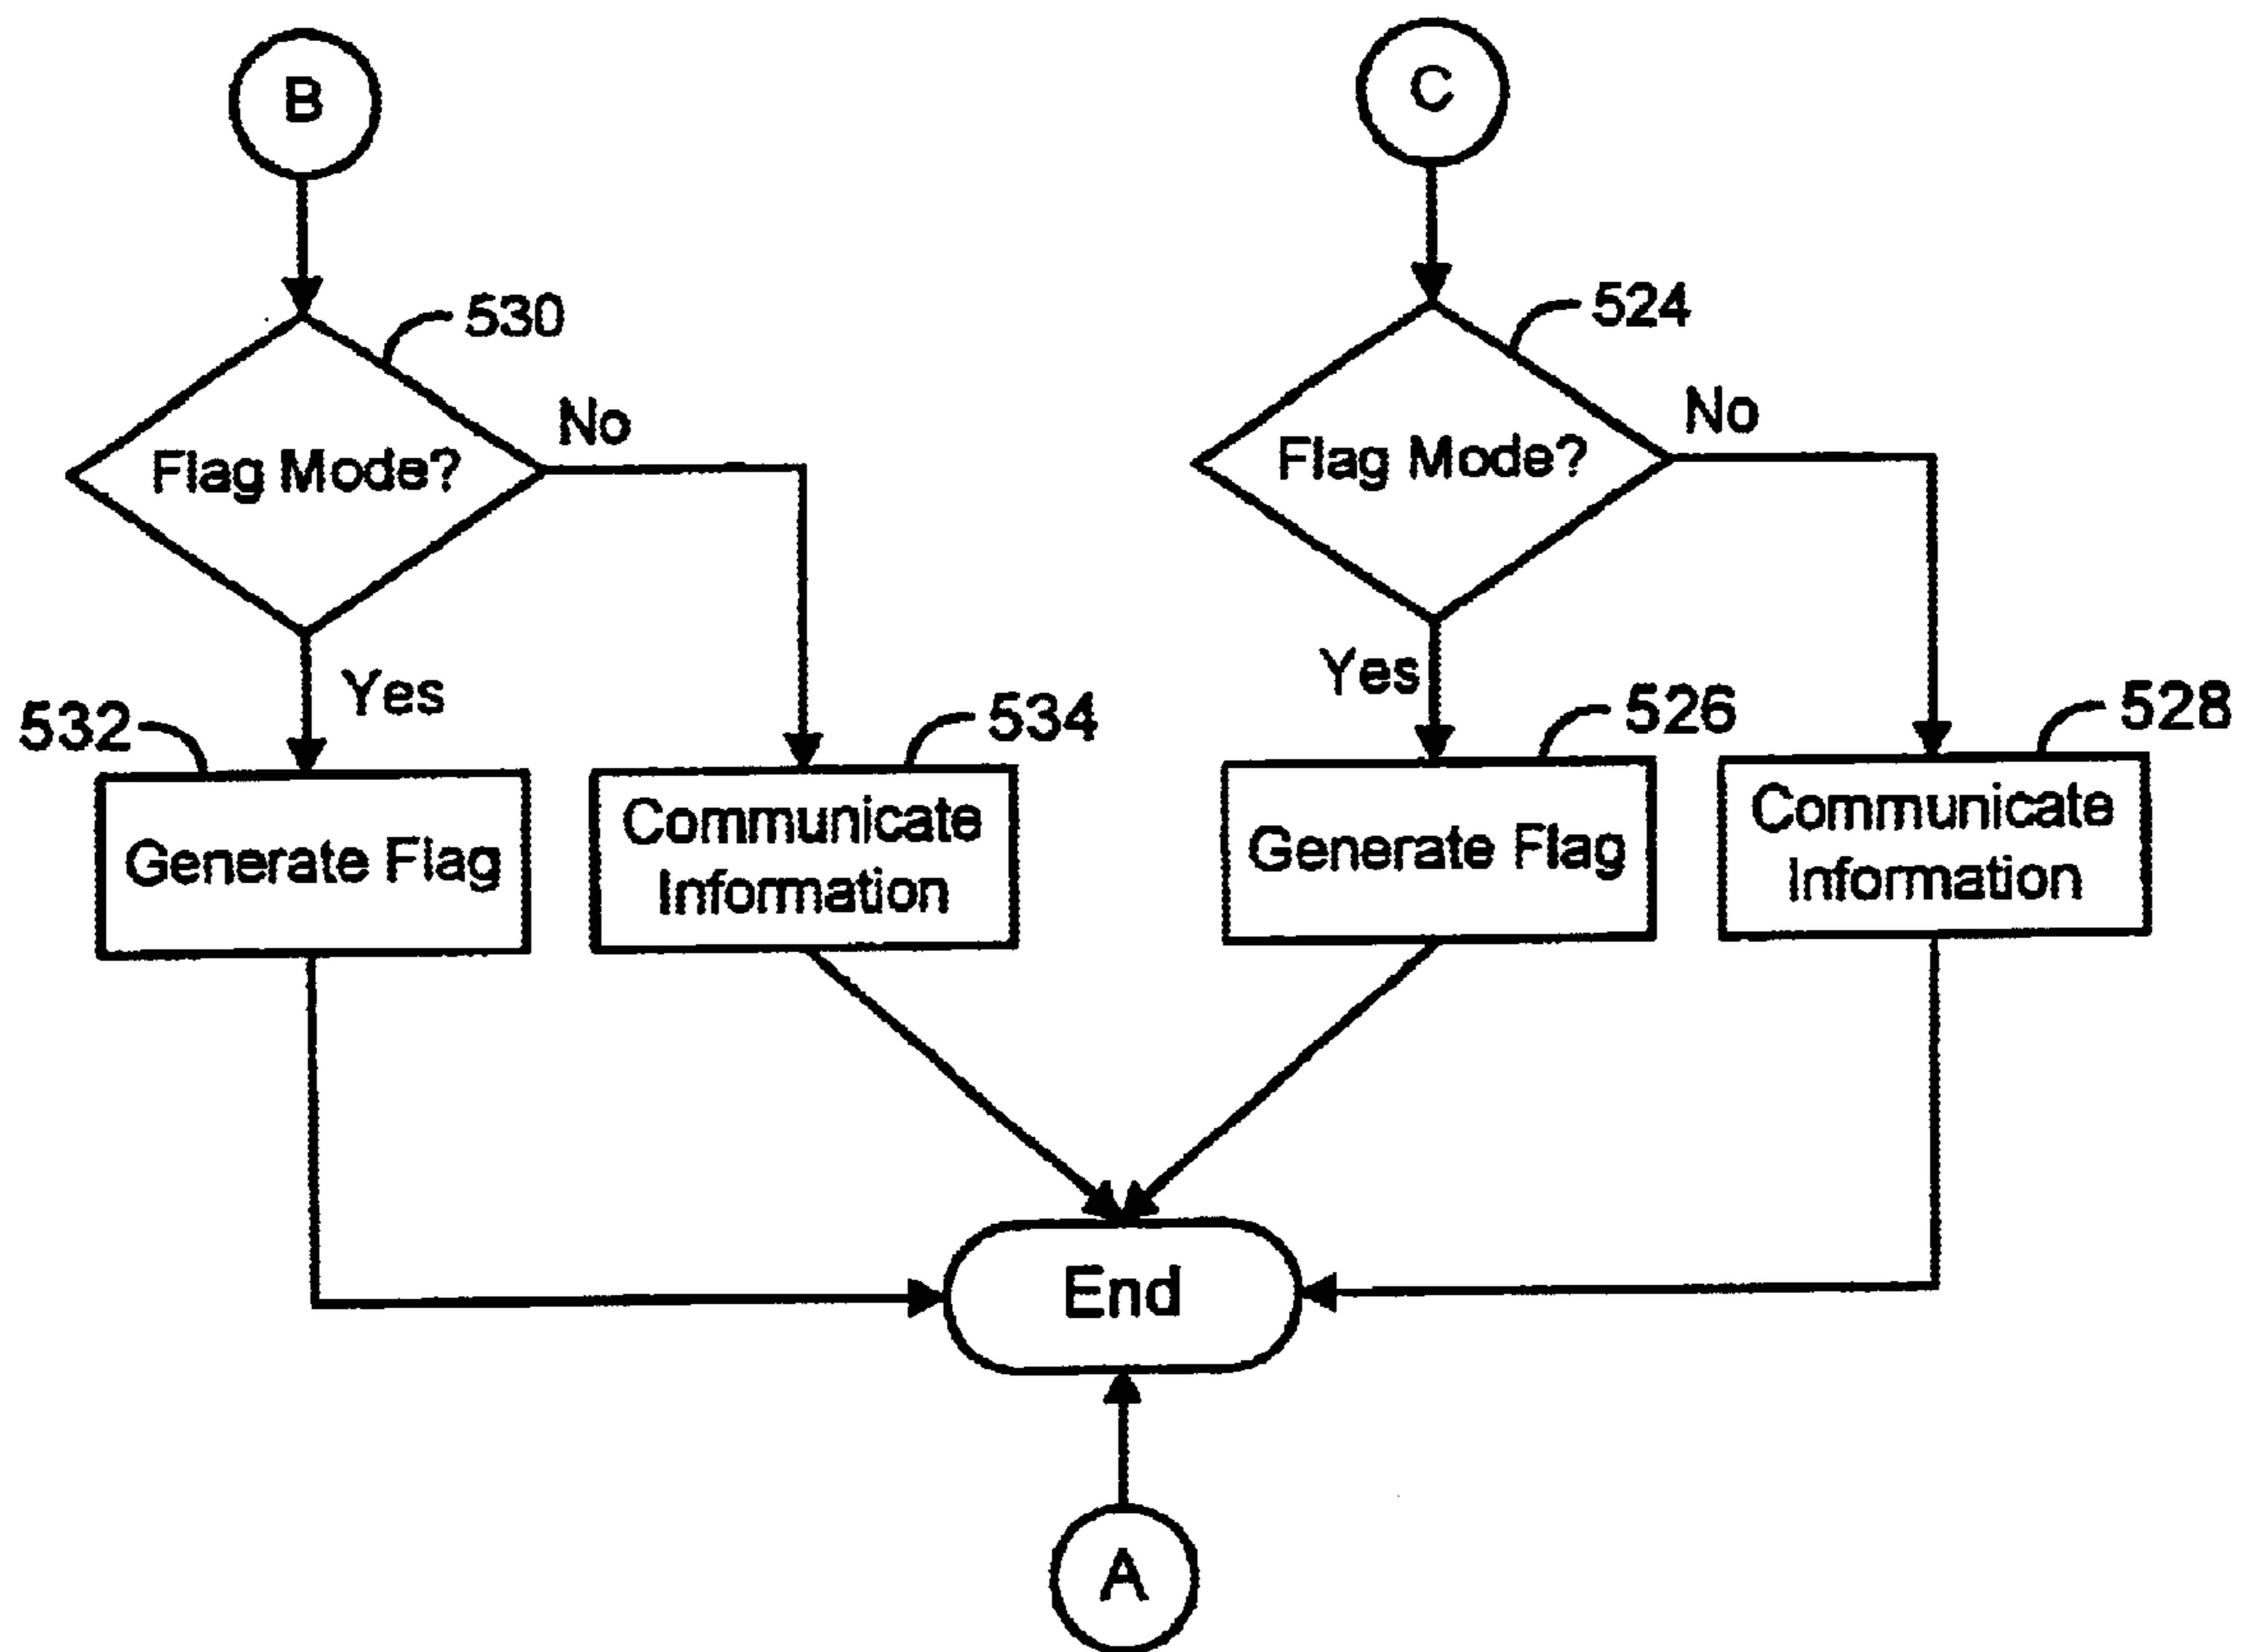 B
C
530
524
No
No
Flag Mode?
Flag Mode?
Yes
Yes
532
534
526
528
Generate Flag
Communicate
Information
Generate Flag
Communicate
Information
End
A